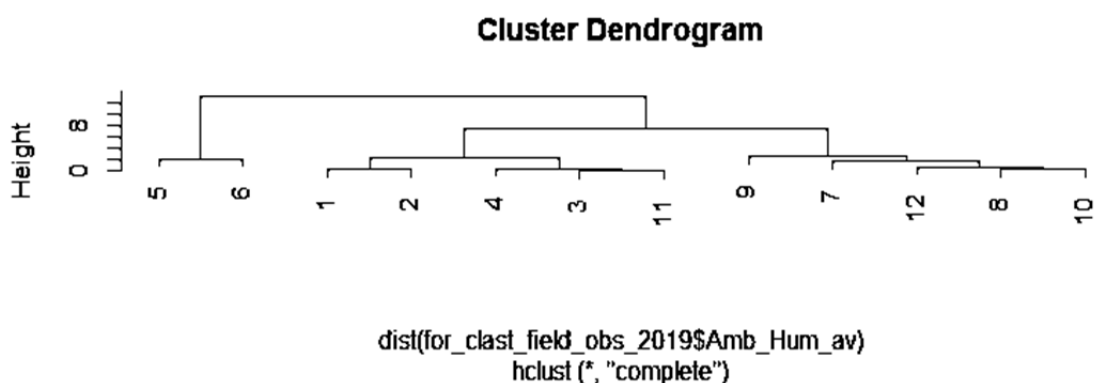 Cluster Dendrogram
Height
0 8
5 6 1 2 4 3 11 9 7 12 8 10
dist(for_clast_field_obs_2019$Amb_Hum_av)
hclust (*, "complete")